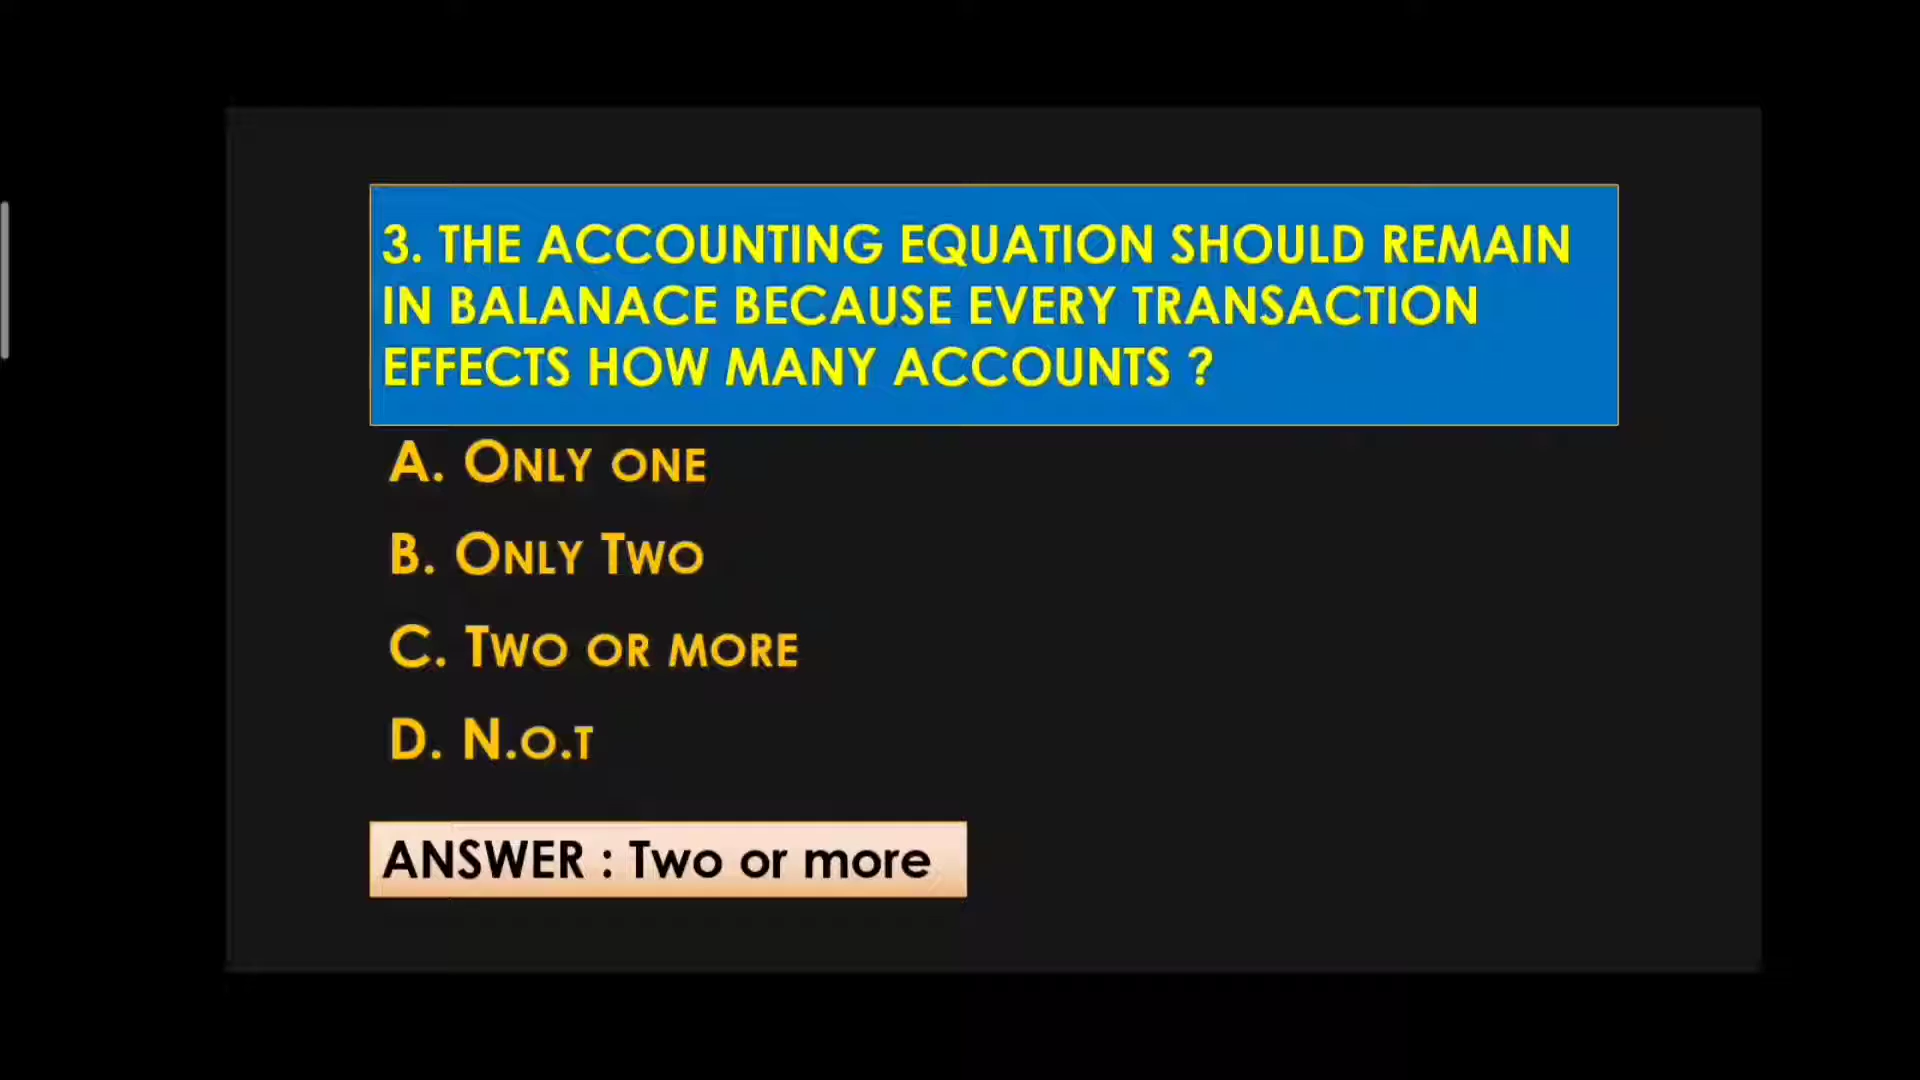 3. THE ACCOUNTING EQUATION SHOULD REMAIN
IN BALANACE BECAUSE EVERY TRANSACTION
EFFECTS HOW MANY ACCOUNTS ?
A. ONLY ONE
B. ONLY TWO
C. TWO OR MORE
D. N.O.T
ANSWER : Two or more